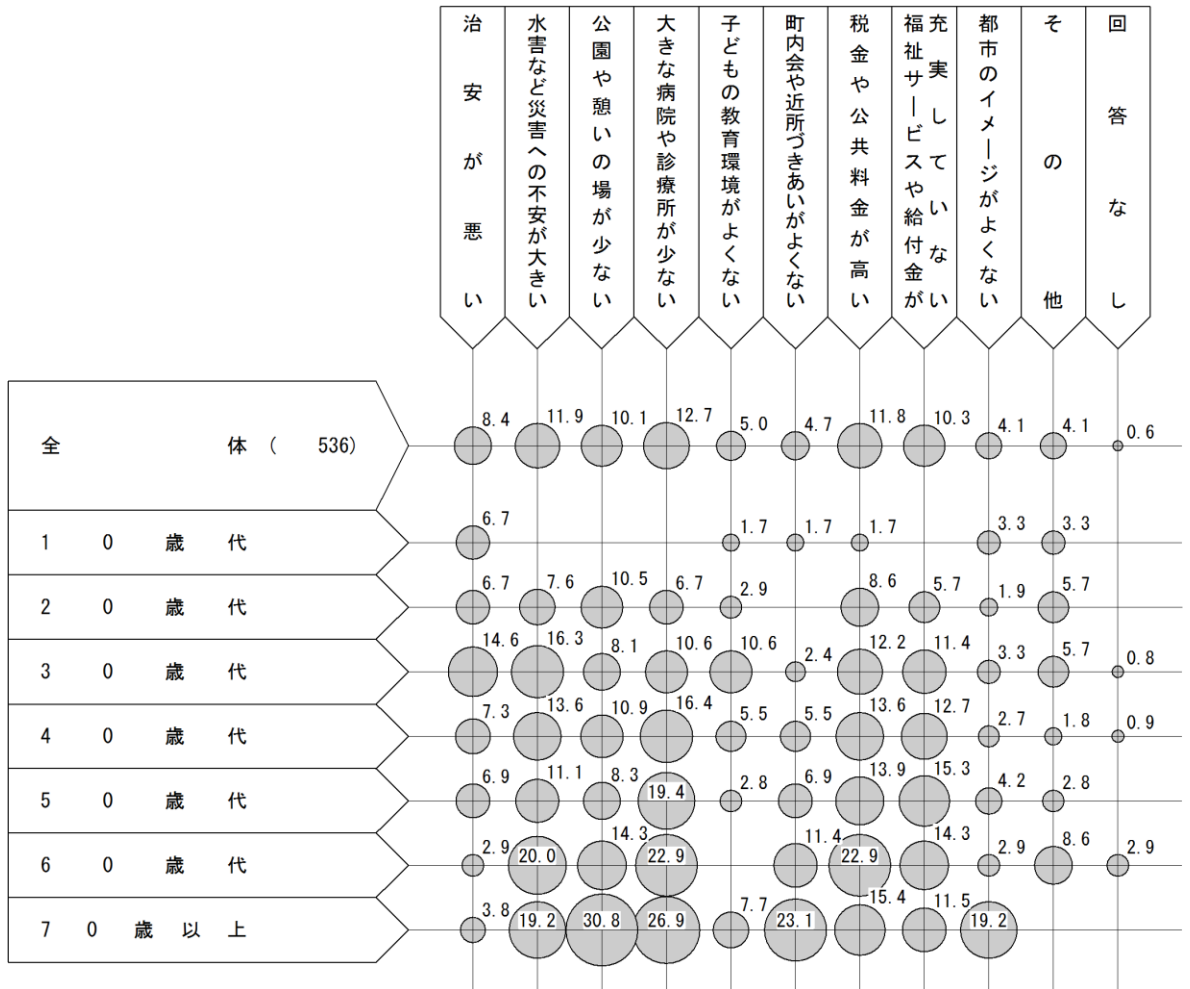 治安が悪い
水害など災害への不安が大きい
公園や憩いの場が少ない
大きな病院や診療所が少ない
子どもの教育環境がよくない
町内会や近所づきあいがよくない
税金や公共料金が高い
福祉サービスや給付金が
充実していない
都市のイメージがよくない
その他
回答なし
全体( 536) 8.4 11.9 10.1 12.7 5.0 4.7 11.8 10.3 4.1 4.1 0.6
10歳代 6.7 1.7 1.7 1.7 3.3 3.3
20歳代 6.7 7.6 10.5 6.7 2.9 8.6 5.7 1.9 5.7
30歳代 14.6 16.3 8.1 10.6 10.6 2.4 12.2 11.4 3.3 5.7 0.8
40歳代 7.3 13.6 10.9 16.4 5.5 5.5 13.6 12.7 2.7 1.8 0.9
50歳代 6.9 11.1 8.3 19.4 2.8 6.9 13.9 15.3 4.2 2.8
60歳代 2.9 20.0 14.3 22.9 11.4 22.9 14.3 2.9 8.6 2.9
70歳以上 3.8 19.2 30.8 26.9 7.7 23.1 15.4 11.5 19.2